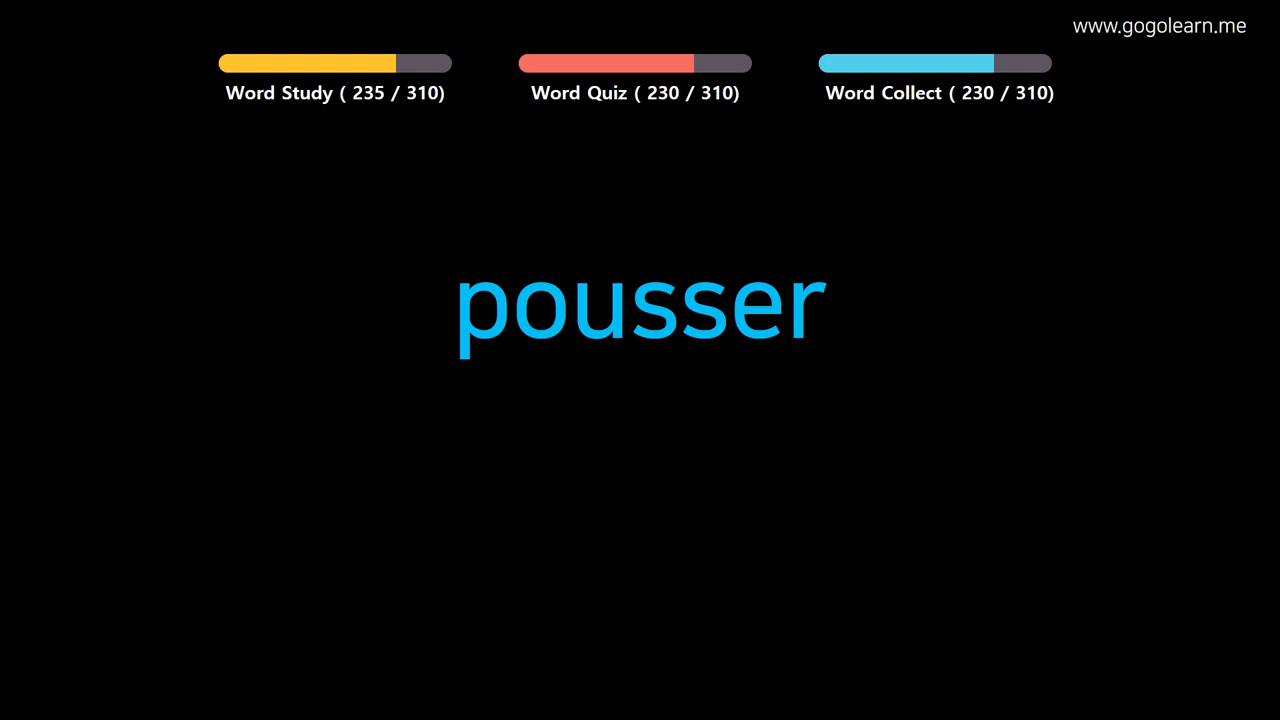 www.gogolearn.me
Word Study ( 235 / 310)
Word Quiz ( 230 / 310)
Word Collect ( 230 / 310)
pousser